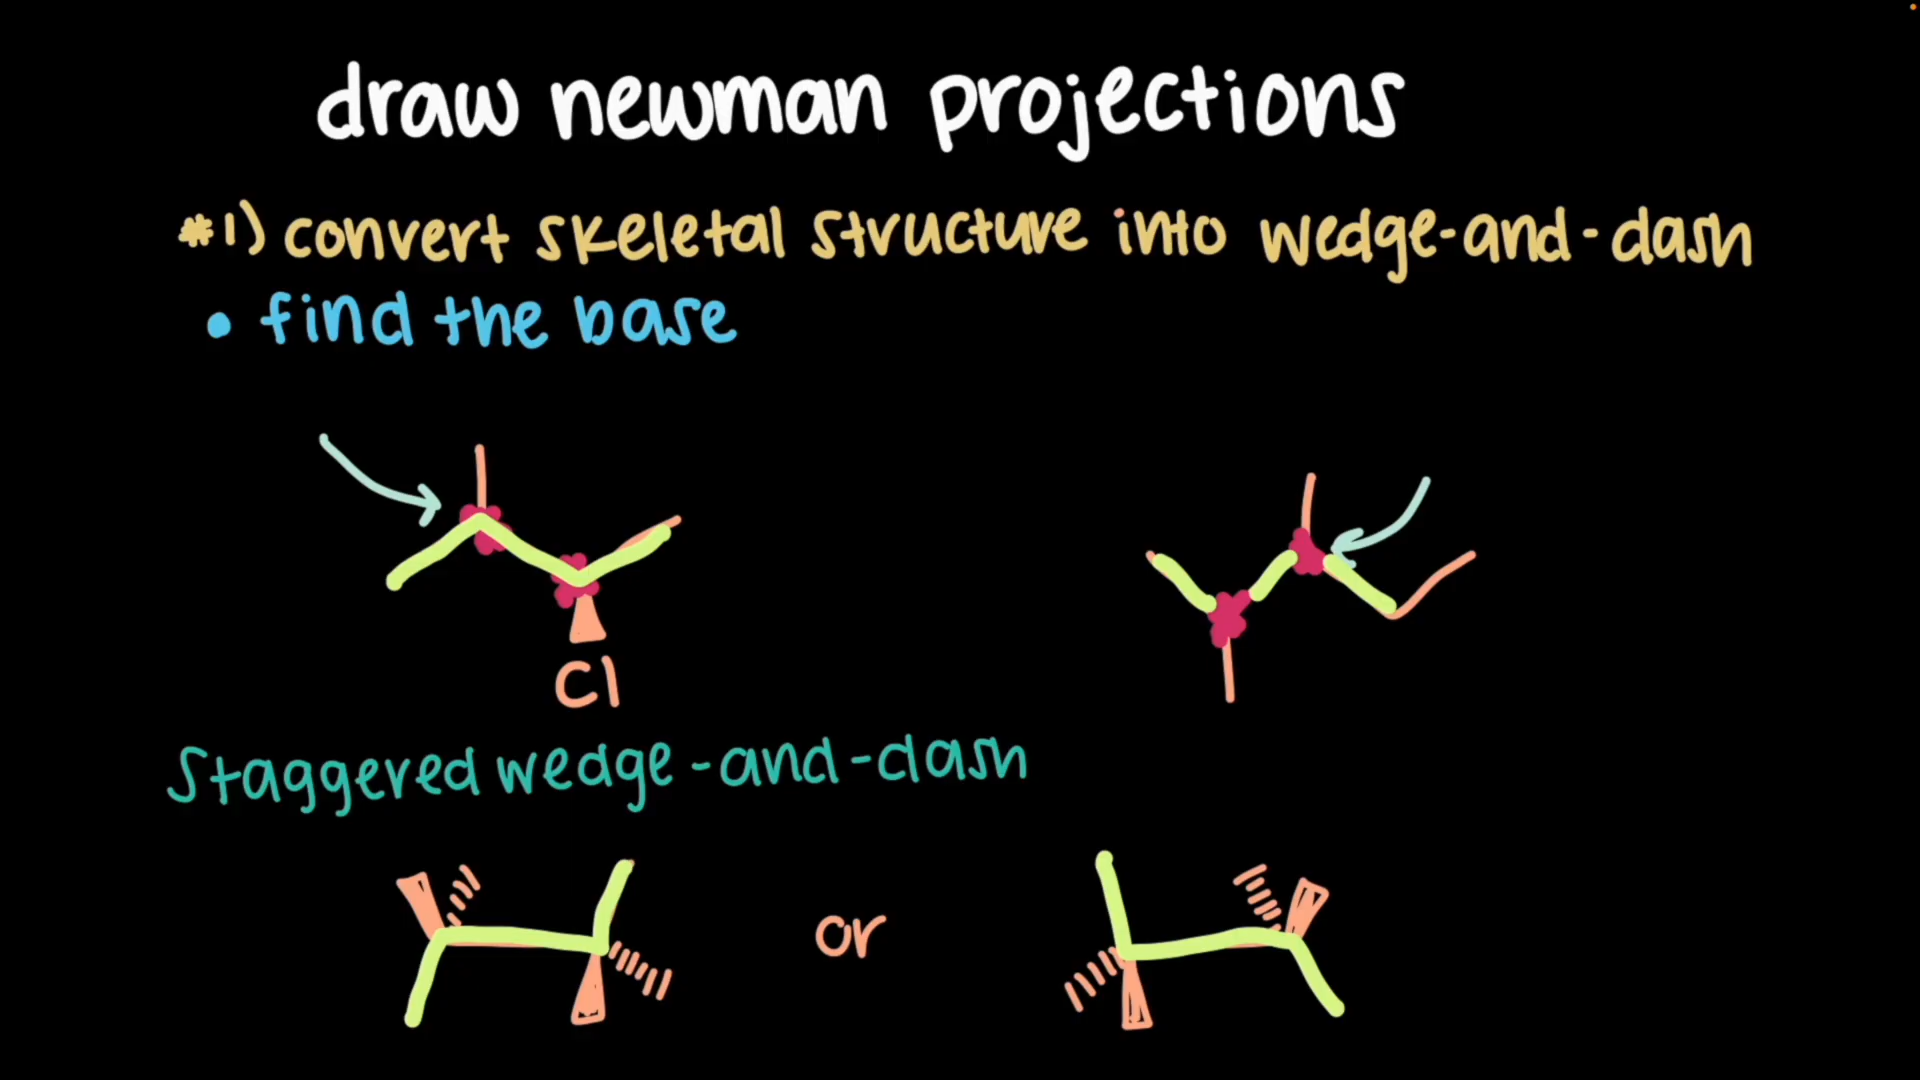 draw newman projections
*1) convert skeletal structure into wedge-and-dash
• find the base
Cl
Staggered wedge-and-dash
or